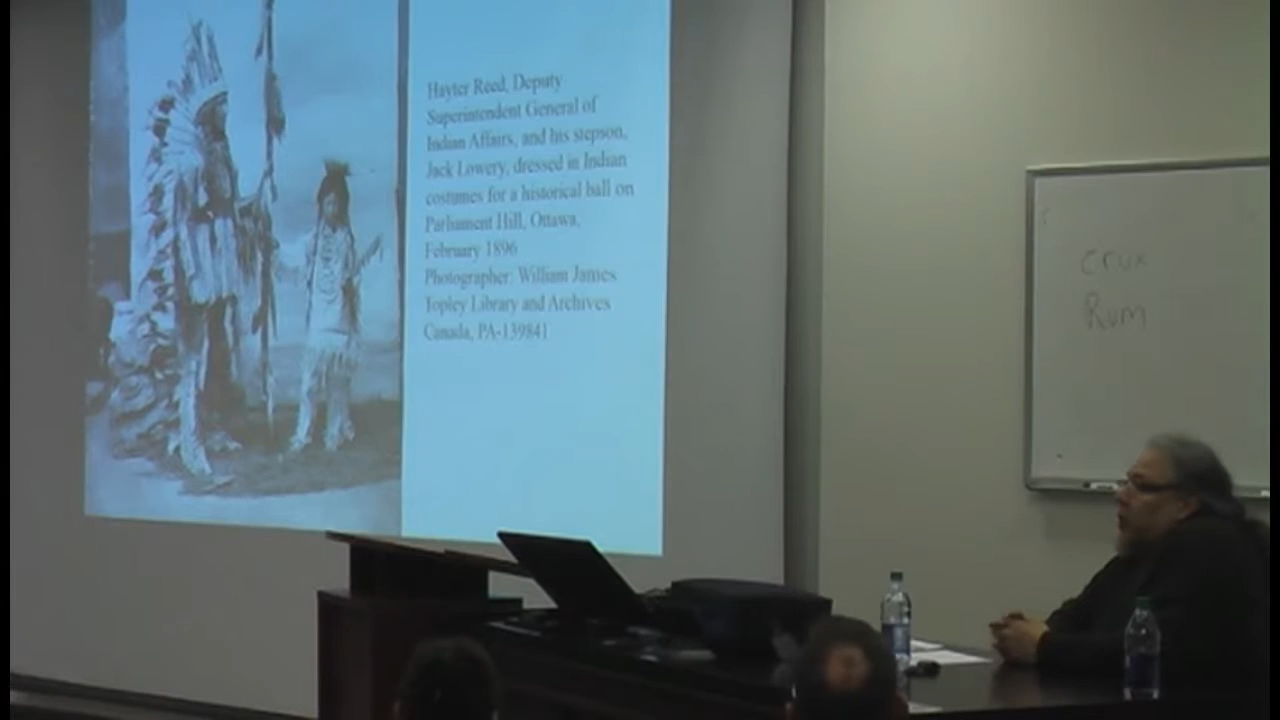 Hayter Reed, Deputy
Superintendent General of
Indian Affairs, and his stepson,
Jack Lowery, dressed in Indian
costumes for a historical ball on
Parliament Hill, Ottawa,
February 1896
Photographer: William James
Topley Library and Archives
Canada, PA-139841
crux
Rum